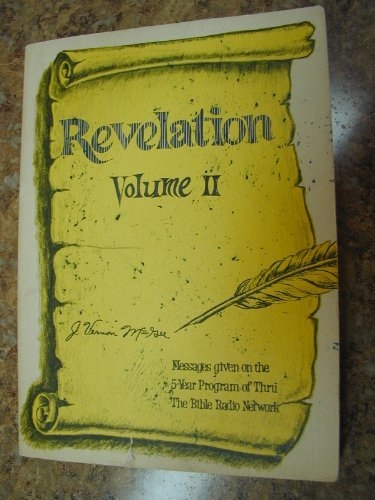 Revelation
Volume II
J. Vernon McGee
Messages given on the
5-Year Program of Thru
The Bible Radio Network